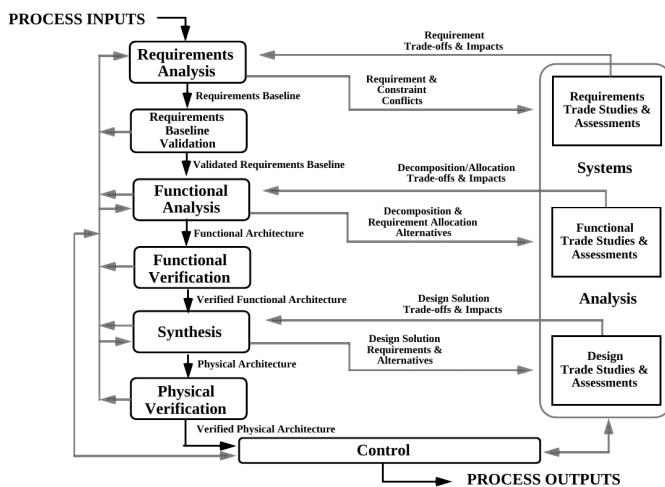 PROCESS INPUTS
Requirements
Analysis
Requirement
Trade-offs & Impacts
Requirement &
Constraint
Conflicts
Requirements
Trade Studies &
Assessments
Requirements Baseline
Requirements
Baseline
Validation
Validated Requirements Baseline
Systems
Decomposition/Allocation
Trade-offs & Impacts
Functional
Analysis
Decomposition &
Requirement Allocation
Alternatives
Functional
Trade Studies &
Assessments
Functional Architecture
Functional
Verification
Verified Functional Architecture
Analysis
Design Solution
Trade-offs & Impacts
Synthesis
Design Solution
Requirements &
Alternatives
Design
Trade Studies &
Assessments
Physical Architecture
Physical
Verification
Verified Physical Architecture
Control
PROCESS OUTPUTS